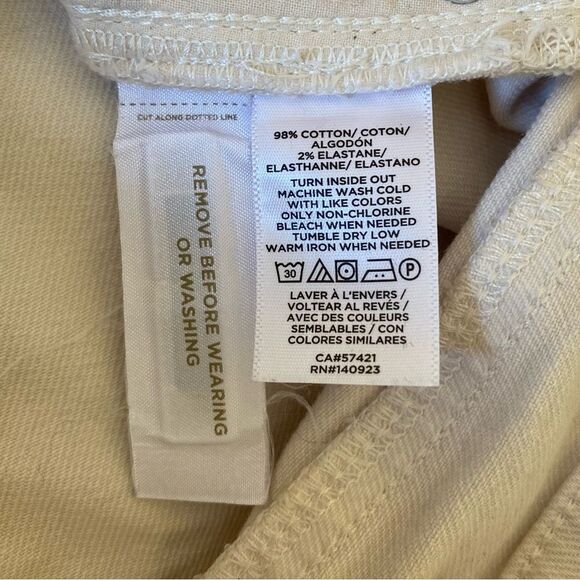 CUT ALONG DOTTED LINE
REMOVE BEFORE WEARING
OR WASHING
98% COTTON/ COTON/
ALGODÓN
2% ELASTANE/
ELASTHANNE/ ELASTANO
TURN INSIDE OUT
MACHINE WASH COLD
WITH LIKE COLORS
ONLY NON-CHLORINE
BLEACH WHEN NEEDED
TUMBLE DRY LOW
WARM IRON WHEN NEEDED
30 P
LAVER À L'ENVERS /
VOLTEAR AL REVÉS /
AVEC DES COULEURS
SEMBLABLES / CON
COLORES SIMILARES
CA#57421
RN#140923